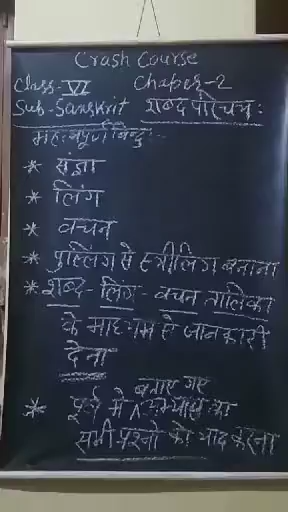 Crash Course
Class-VI Chapter-2
Sub-Sanskrit शब्द परिचय:
महत्वपूर्ण बिन्दु:-
* संज्ञा
* लिंग
* वचन
* पुल्लिंग से स्त्रीलिंग बनाना
* शब्द-लिंग-वचन तालिका
के माध्यम से जानकारी
देना
बनाए गए
* पूर्व में ^ अभ्यास का
सभी प्रश्नों को याद करना